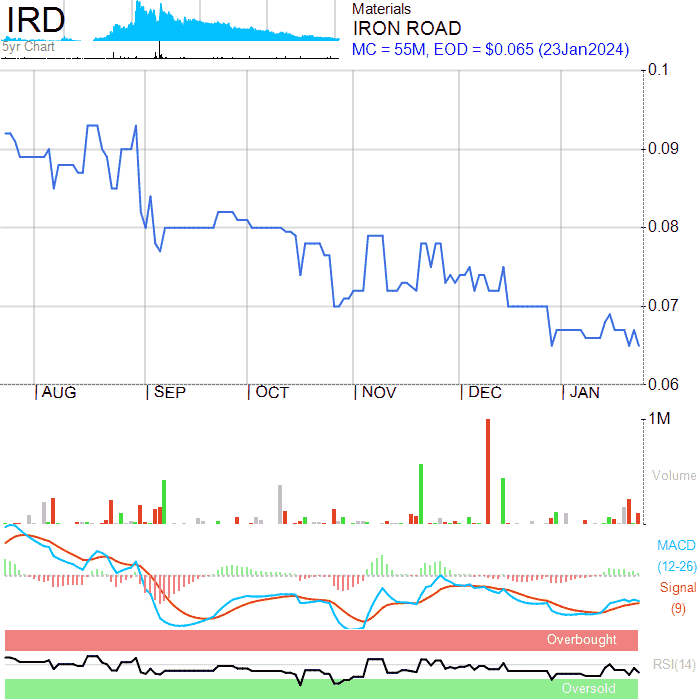 IRD
Materials
IRON ROAD
MC = 55M, EOD = $0.065 (23Jan2024)
5yr Chart
0.1
0.09
0.08
0.07
0.06
AUG
SEP
OCT
NOV
DEC
JAN
1M
Volume
MACD
(12-26)
Signal
(9)
Overbought
RSI(14)
Oversold